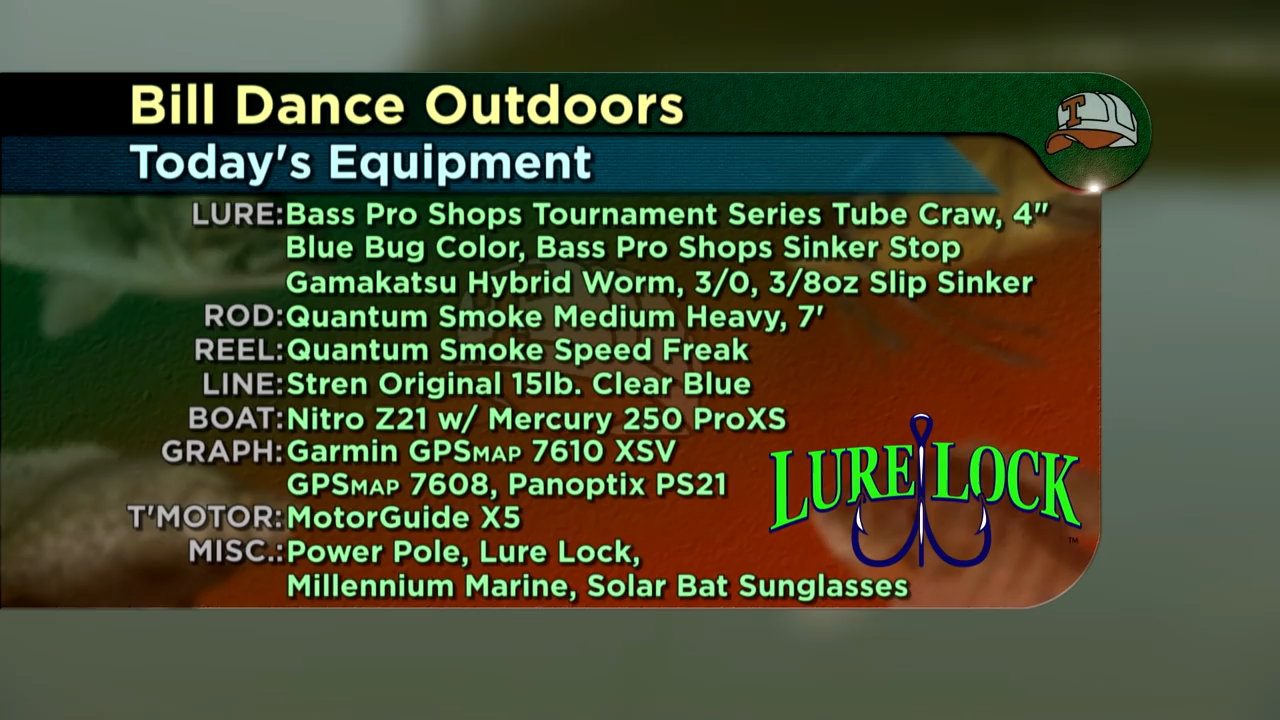 Bill Dance Outdoors
T
Today's Equipment
LURE: Bass Pro Shops Tournament Series Tube Craw, 4"
Blue Bug Color, Bass Pro Shops Sinker Stop
Gamakatsu Hybrid Worm, 3/0, 3/8oz Slip Sinker
ROD: Quantum Smoke Medium Heavy, 7'
REEL: Quantum Smoke Speed Freak
LINE: Stren Original 15lb. Clear Blue
BOAT: Nitro Z21 w/ Mercury 250 ProXS
GRAPH: Garmin GPSMAP 7610 XSV
GPSMAP 7608, Panoptix PS21
T'MOTOR: MotorGuide X5
MISC.: Power Pole, Lure Lock,
Millennium Marine, Solar Bat Sunglasses
LURE LOCK
TM